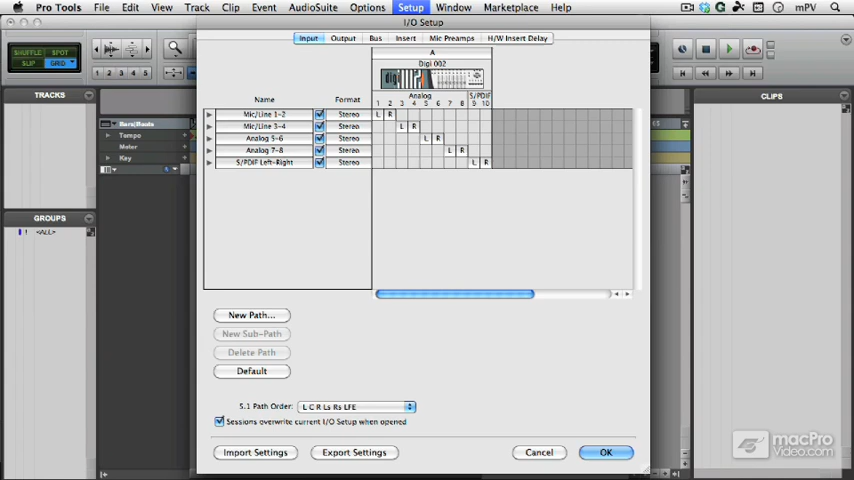 Pro Tools File Edit View Track Clip Event AudioSuite Options Setup Window Marketplace Help mPV
I/O Setup
SHUFFLE SPOT
SLIP GRID
Input Output Bus Insert Mic Preamps H/W Insert Delay
1 2 3 4 5
A
Digi 002
digi
TRACKS
CLIPS
Analog S/PDIF
Name Format 1 2 3 4 5 6 7 8 9 10
Mic/Line 1-2 Stereo L R
Mic/Line 3-4 Stereo L R
Analog 5-6 Stereo L R
Analog 7-8 Stereo L R
S/PDIF Left-Right Stereo L R
Bars|Beats
Tempo
Meter
Key
GROUPS
1 <ALL>
New Path...
New Sub-Path
Delete Path
Default
5.1 Path Order: L C R Ls Rs LFE
Sessions overwrite current I/O Setup when opened
Import Settings Export Settings Cancel OK
macPro
Video.com